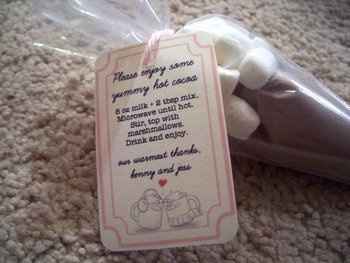 Please enjoy some
yummy hot cocoa
8 oz milk + 2 tbsp mix.
Microwave until hot.
Stir, top with
marshmallows.
Drink and enjoy.
our warmest thanks,
kenny and jess